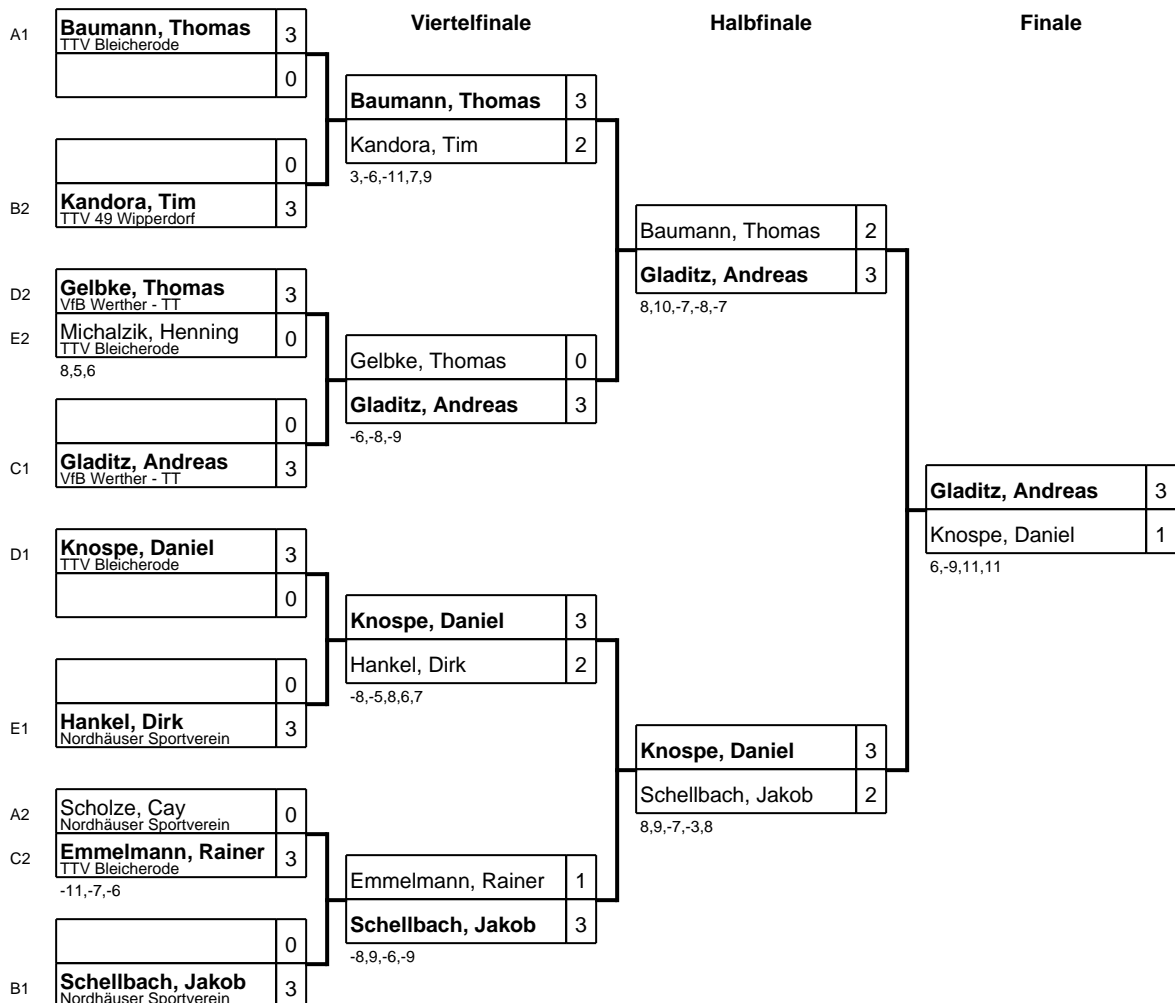 Viertelfinale
Halbfinale
Finale
A1 Baumann, Thomas 3
TTV Bleicherode
0
0
B2 Kandora, Tim 3
TTV 49 Wipperdorf
D2 Gelbke, Thomas 3
VfB Werther - TT
E2 Michalzik, Henning 0
TTV Bleicherode
8,5,6
0
C1 Gladitz, Andreas 3
VfB Werther - TT
D1 Knospe, Daniel 3
TTV Bleicherode
0
0
E1 Hankel, Dirk 3
Nordhäuser Sportverein
A2 Scholze, Cay 0
Nordhäuser Sportverein
C2 Emmelmann, Rainer 3
TTV Bleicherode
-11,-7,-6
0
B1 Schellbach, Jakob 3
Nordhäuser Sportverein
Baumann, Thomas 3
Kandora, Tim 2
3,-6,-11,7,9
Gelbke, Thomas 0
Gladitz, Andreas 3
-6,-8,-9
Knospe, Daniel 3
Hankel, Dirk 2
-8,-5,8,6,7
Emmelmann, Rainer 1
Schellbach, Jakob 3
-8,9,-6,-9
Baumann, Thomas 2
Gladitz, Andreas 3
8,10,-7,-8,-7
Knospe, Daniel 3
Schellbach, Jakob 2
8,9,-7,-3,8
Gladitz, Andreas 3
Knospe, Daniel 1
6,-9,11,11